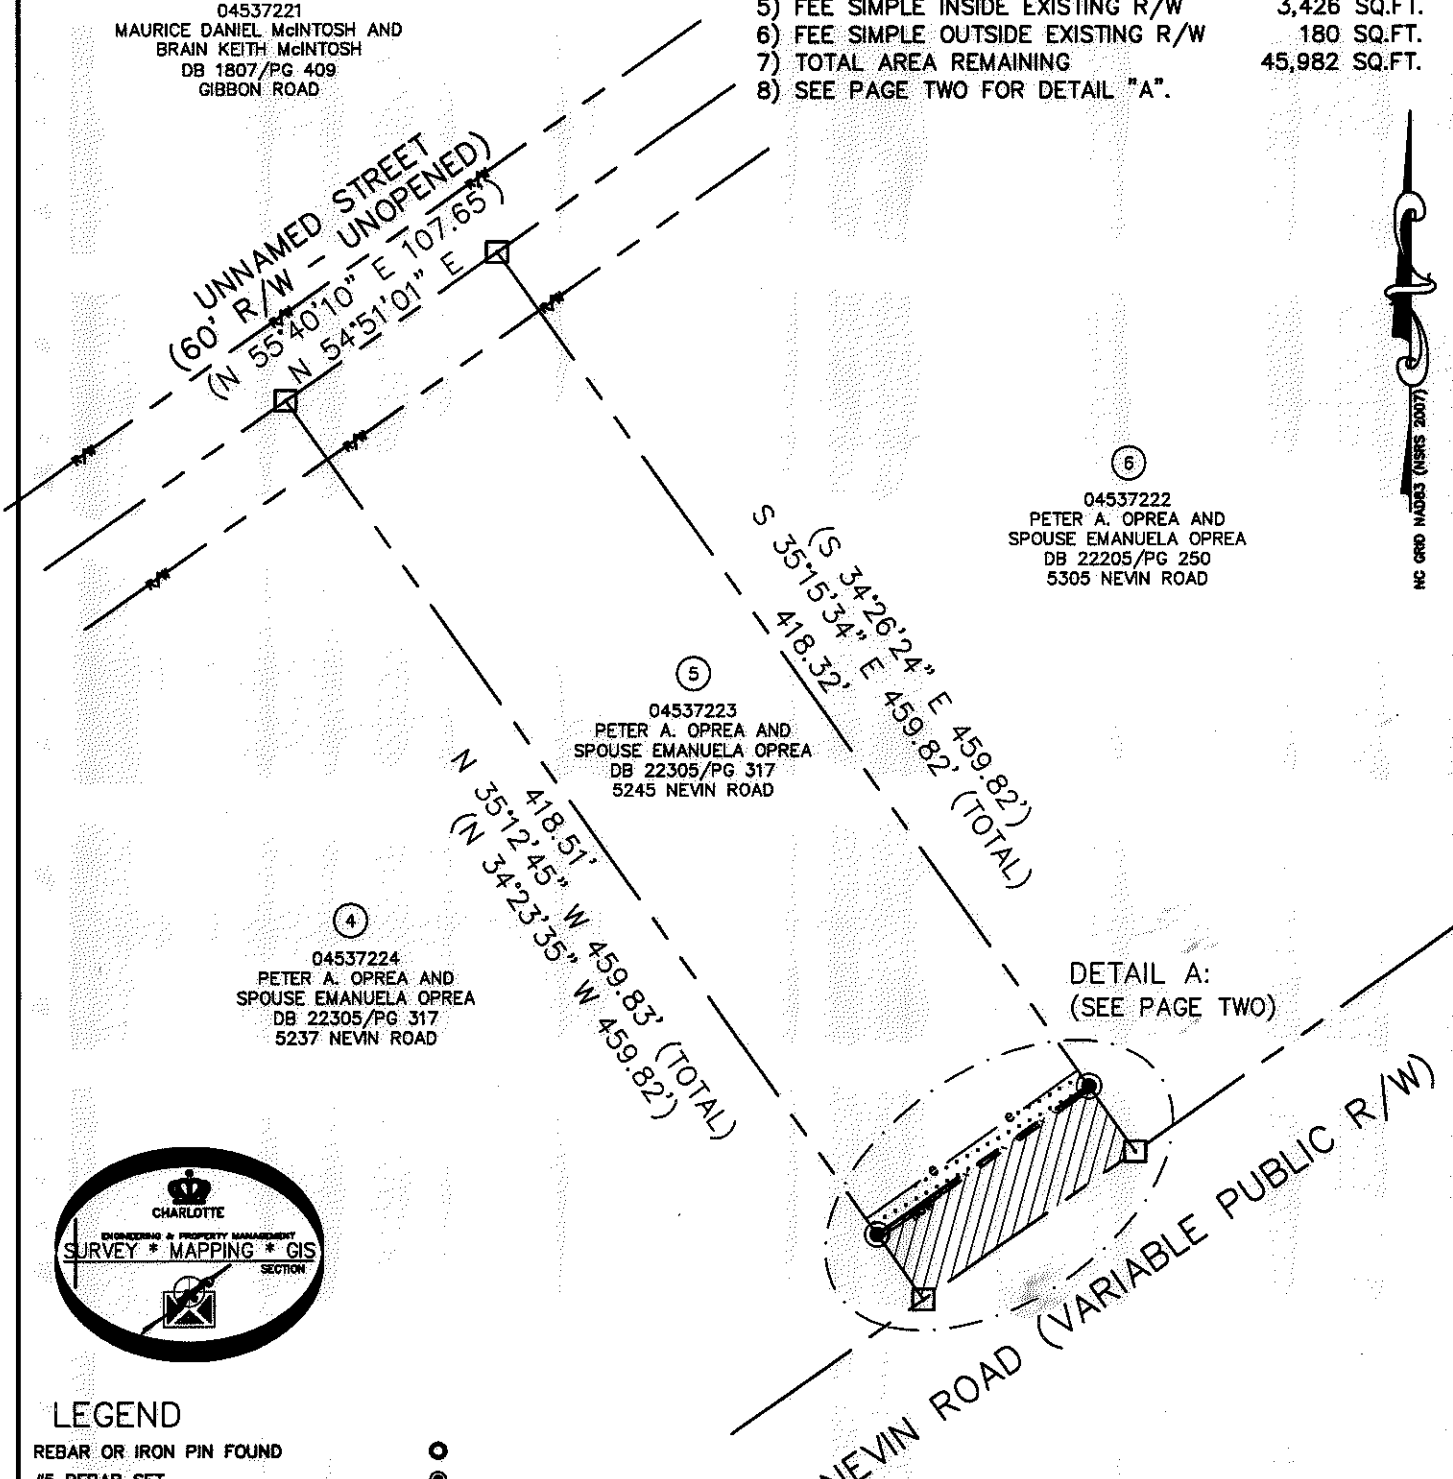 04537221
MAURICE DANIEL McINTOSH AND
BRAIN KEITH McINTOSH
DB 1807/PG 409
GIBBON ROAD
5) FEE SIMPLE INSIDE EXISTING R/W 3,426 SQ.FT.
6) FEE SIMPLE OUTSIDE EXISTING R/W 180 SQ.FT.
7) TOTAL AREA REMAINING 45,982 SQ.FT.
8) SEE PAGE TWO FOR DETAIL "A".
UNNAMED STREET
(60' R/W - UNOPENED)
(N 55°40'10" E 107.65')
N 54°51'01" E
R/W
R/W
R/W
R/W
R/W
R/W
NC GRID NAD83 (NSRS 2007)
6
04537222
PETER A. OPREA AND
SPOUSE EMANUELA OPREA
DB 22205/PG 250
5305 NEVIN ROAD
(S 34°26'24" E 459.82')
S 35°15'34" E 459.82' (TOTAL)
418.32'
5
04537223
PETER A. OPREA AND
SPOUSE EMANUELA OPREA
DB 22305/PG 317
5245 NEVIN ROAD
418.51'
N 35°12'45" W 459.83' (TOTAL)
(N 34°23'35" W 459.82')
4
04537224
PETER A. OPREA AND
SPOUSE EMANUELA OPREA
DB 22305/PG 317
5237 NEVIN ROAD
DETAIL A:
(SEE PAGE TWO)
e
e
NEVIN ROAD (VARIABLE PUBLIC R/W)
CHARLOTTE
ENGINEERING & PROPERTY MANAGEMENT
SURVEY * MAPPING * GIS
SECTION
LEGEND
REBAR OR IRON PIN FOUND
#5 REBAR SET